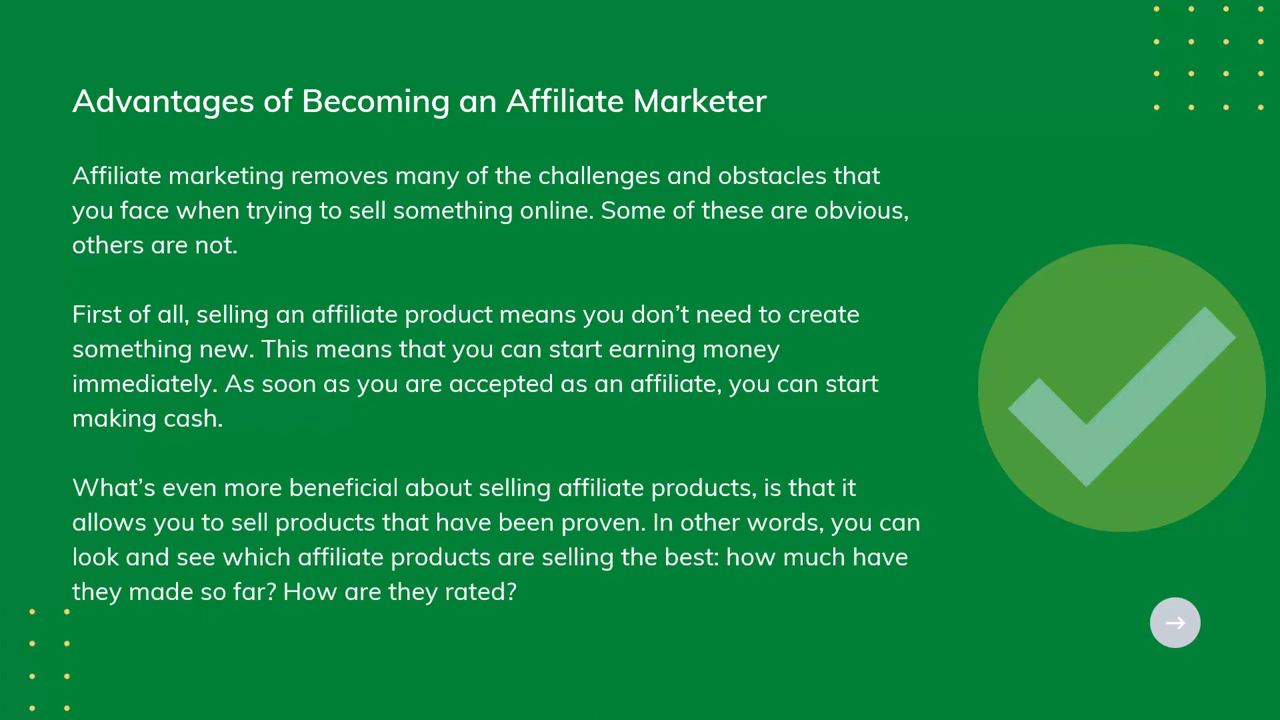 Advantages of Becoming an Affiliate Marketer
Affiliate marketing removes many of the challenges and obstacles that
you face when trying to sell something online. Some of these are obvious,
others are not.
First of all, selling an affiliate product means you don’t need to create
something new. This means that you can start earning money
immediately. As soon as you are accepted as an affiliate, you can start
making cash.
What’s even more beneficial about selling affiliate products, is that it
allows you to sell products that have been proven. In other words, you can
look and see which affiliate products are selling the best: how much have
they made so far? How are they rated?